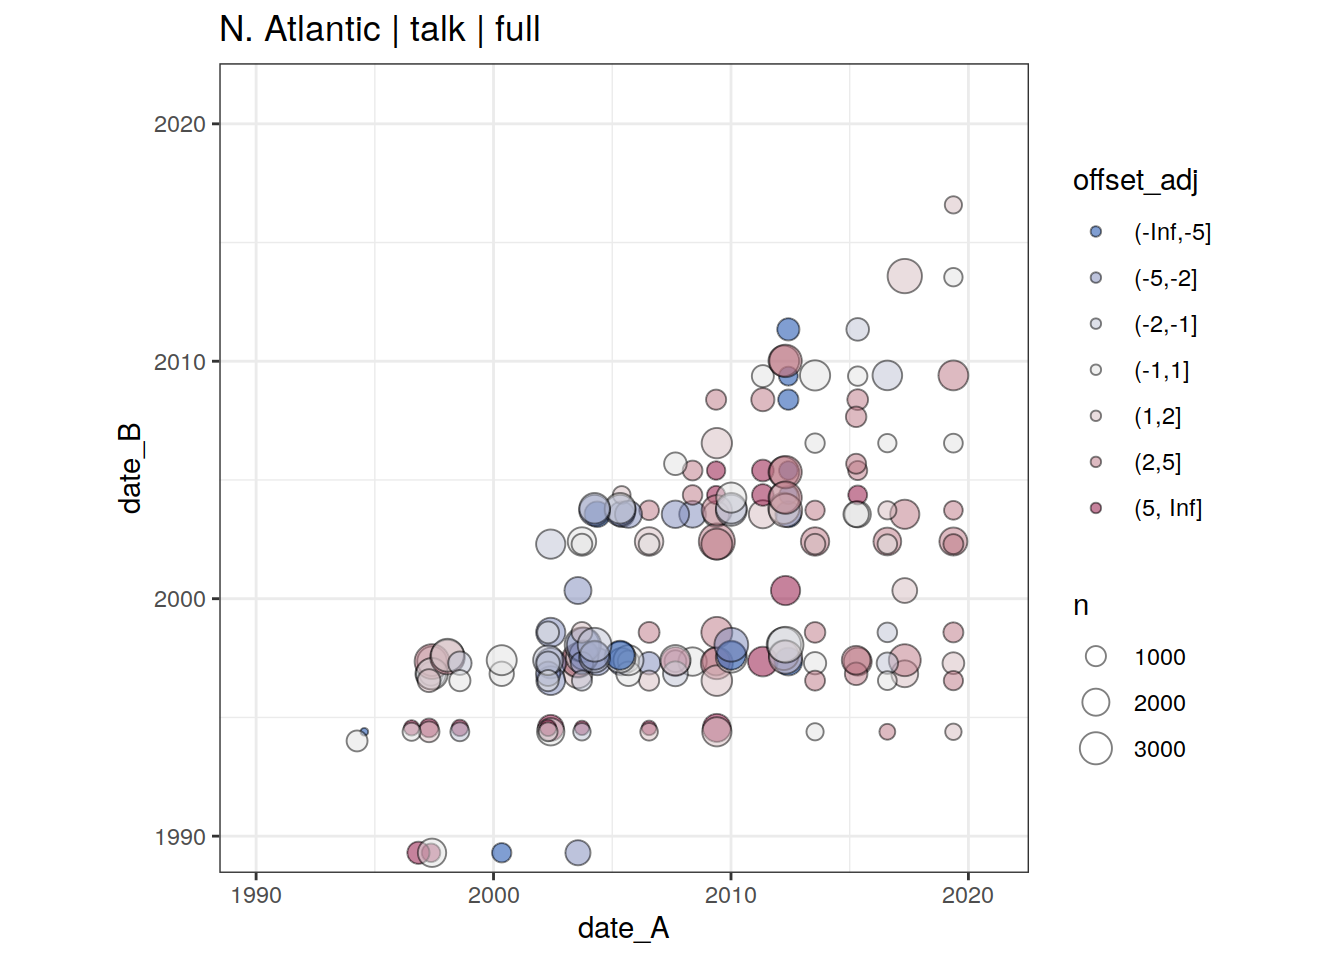 N. Atlantic | talk | full
2020
2010
2000
1990
date_B
1990
2000
2010
2020
date_A
offset_adj
(-Inf,-5]
(-5,-2]
(-2,-1]
(-1,1]
(1,2]
(2,5]
(5, Inf]
n
1000
2000
3000